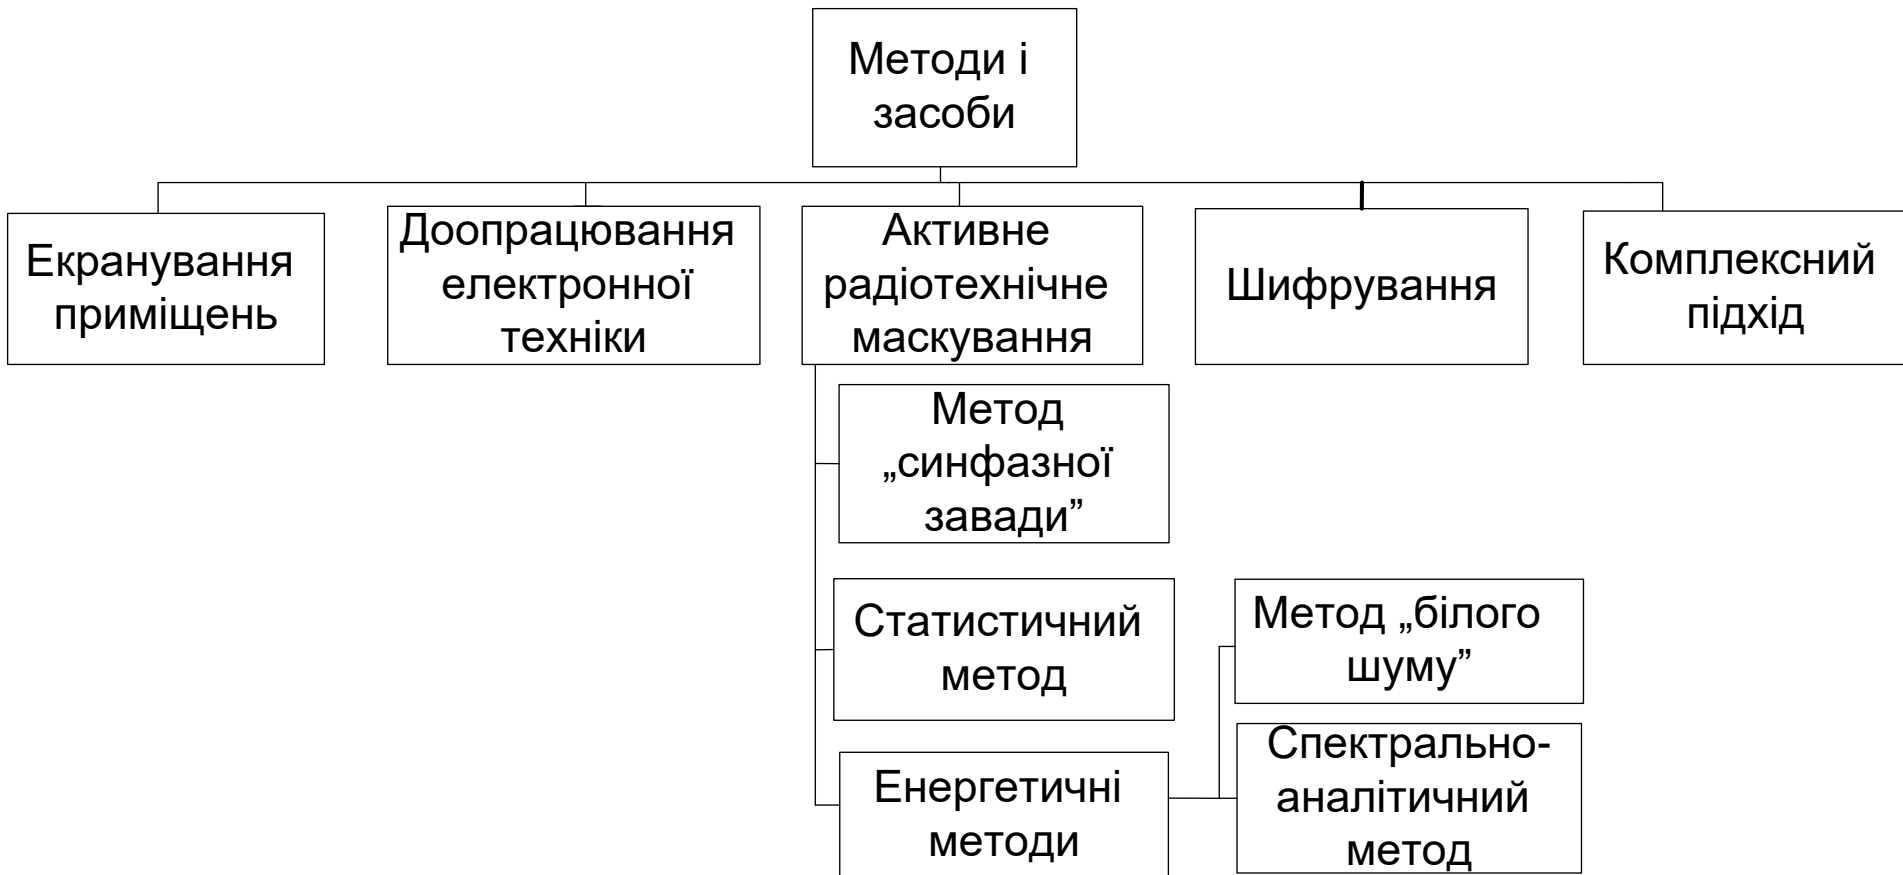 Методи і
засоби
Екранування
приміщень
Доопрацювання
електронної
техніки
Активне
радіотехнічне
маскування
Шифрування
Комплексний
підхід
Метод
„синфазної
завади”
Статистичний
метод
Енергетичні
методи
Метод „білого
шуму”
Спектрально-
аналітичний
метод